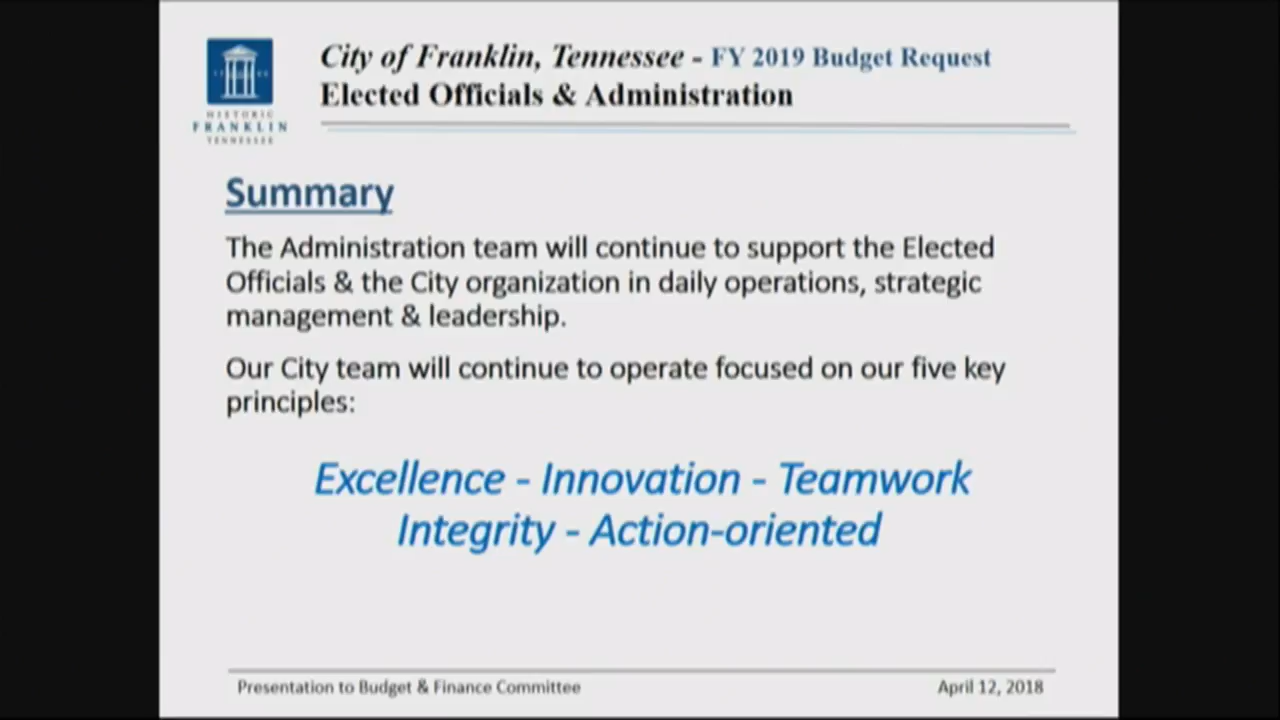 City of Franklin, Tennessee - FY 2019 Budget Request
Elected Officials & Administration
HISTORIC
FRANKLIN
TENNESSEE
Summary
The Administration team will continue to support the Elected
Officials & the City organization in daily operations, strategic
management & leadership.
Our City team will continue to operate focused on our five key
principles:
Excellence - Innovation - Teamwork
Integrity - Action-oriented
Presentation to Budget & Finance Committee
April 12, 2018